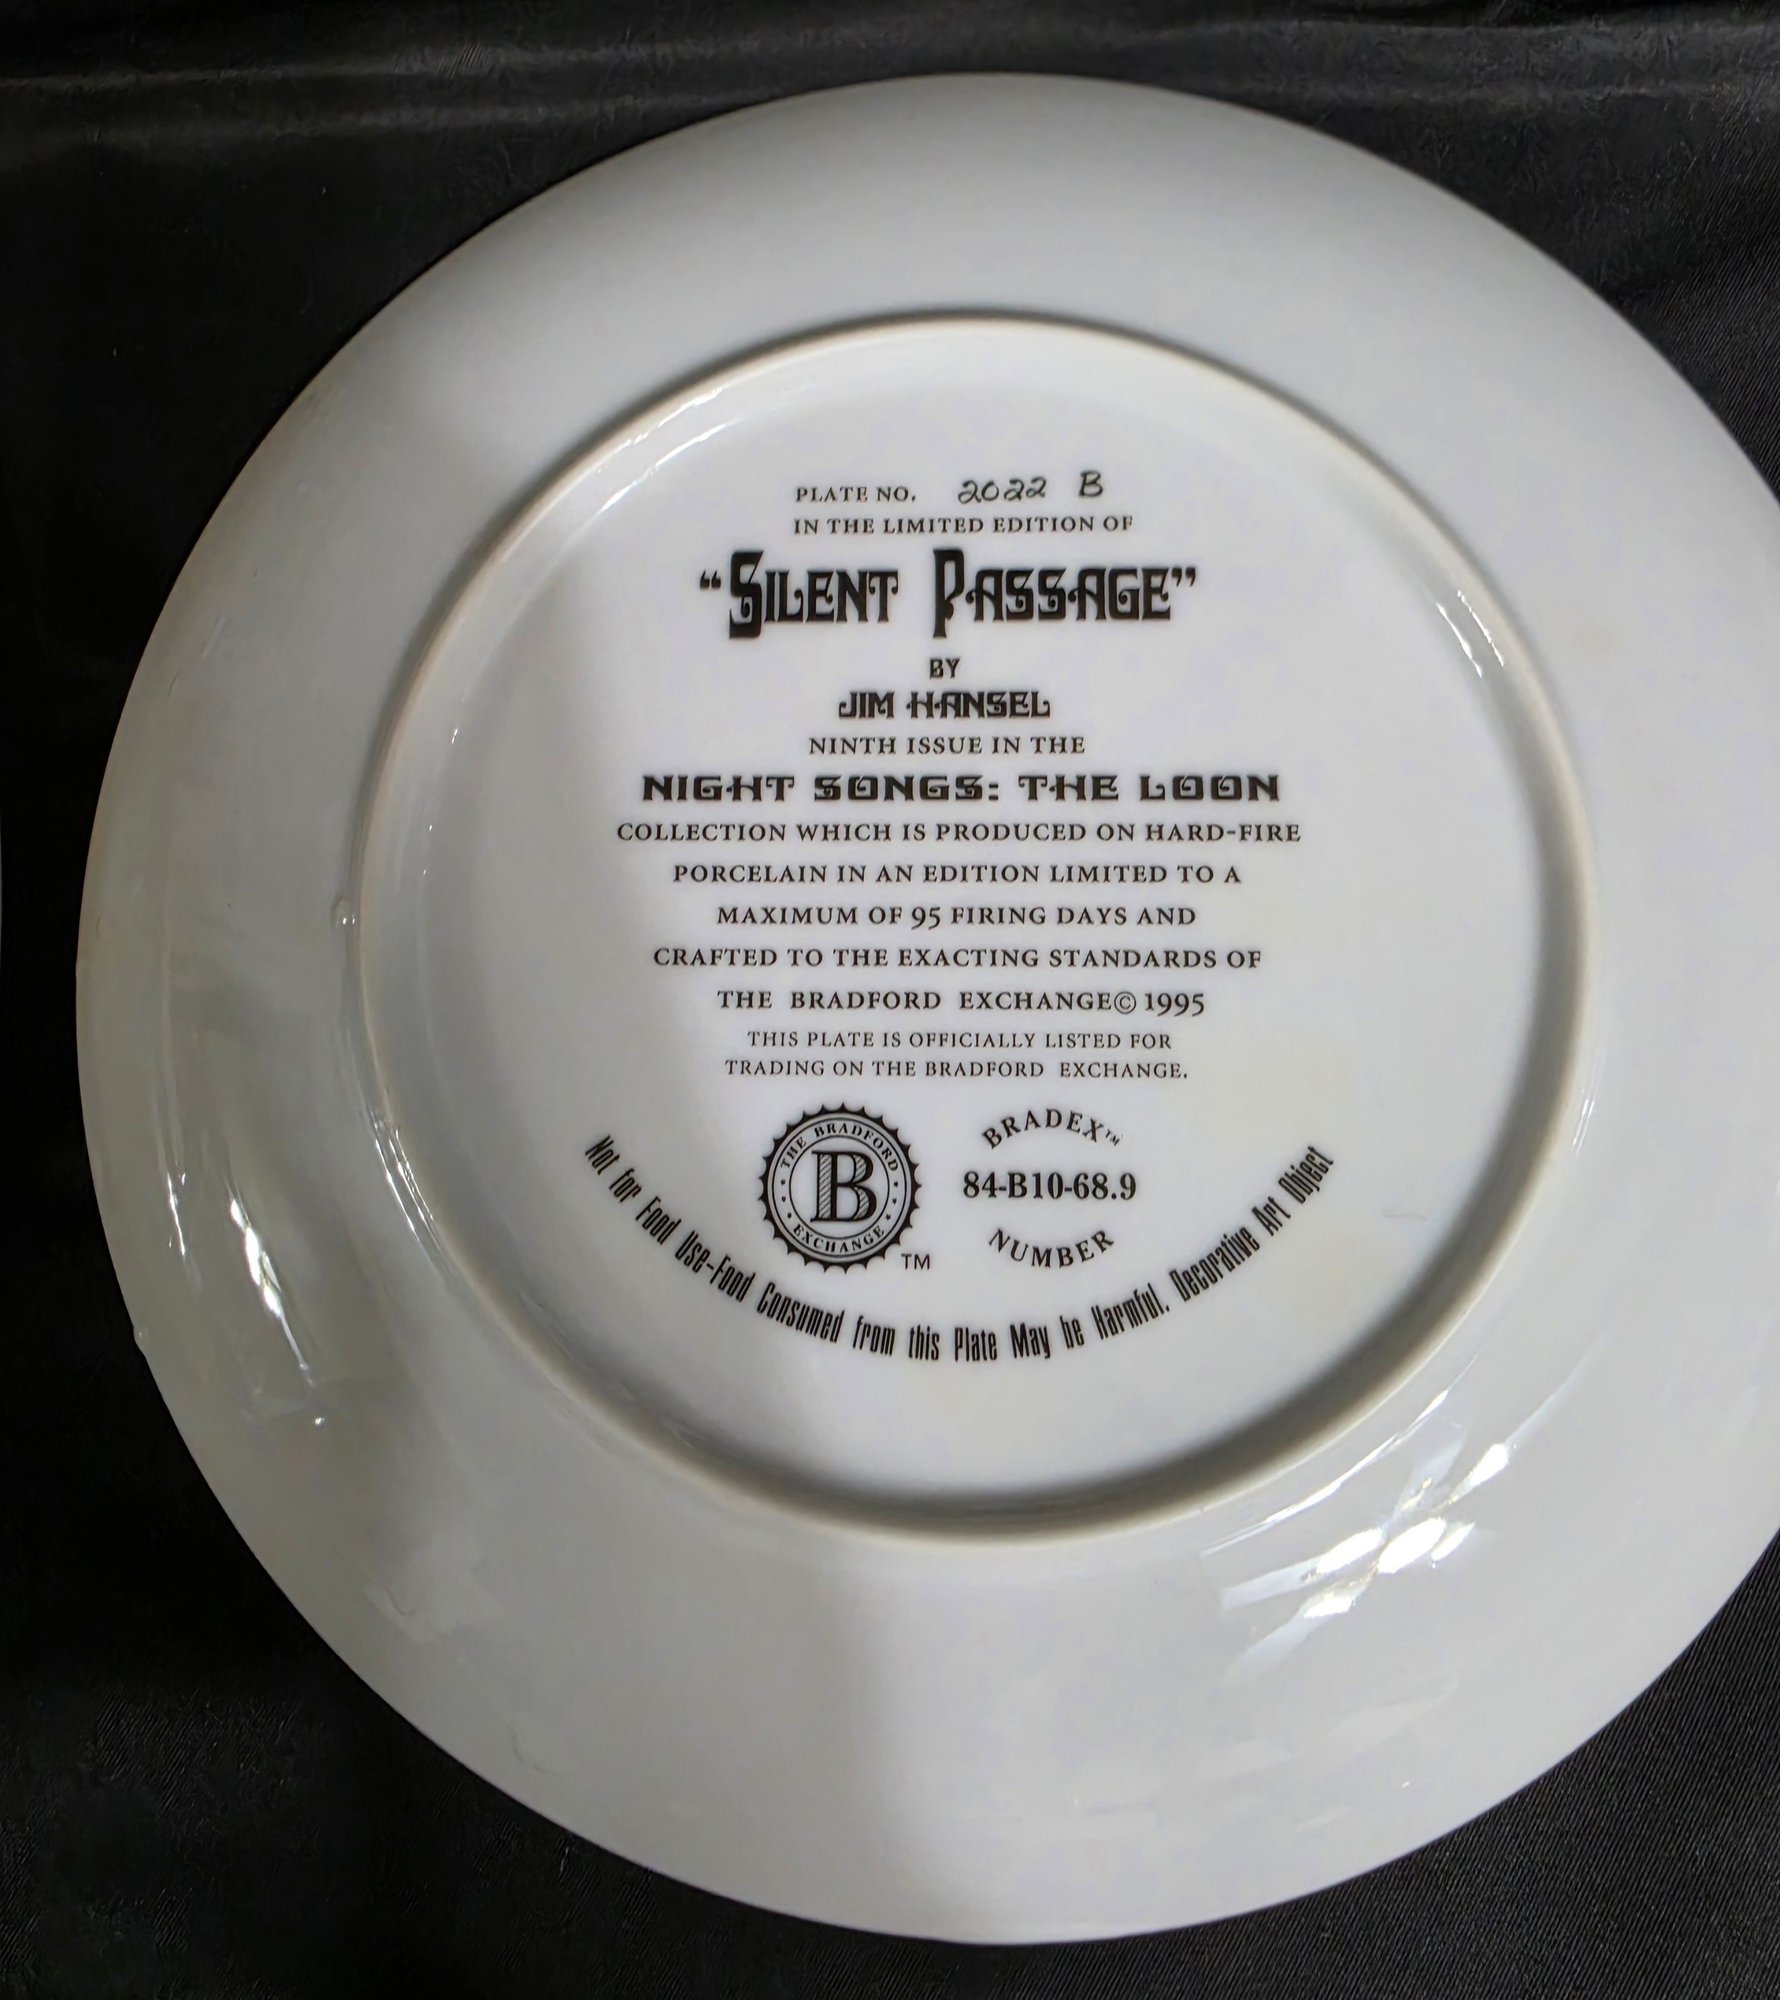 PLATE NO. 2022 B
IN THE LIMITED EDITION OF
“SILENT PASSAGE”
BY
JIM HANSEL
NINTH ISSUE IN THE
NIGHT SONGS: THE LOON
COLLECTION WHICH IS PRODUCED ON HARD-FIRE
PORCELAIN IN AN EDITION LIMITED TO A
MAXIMUM OF 95 FIRING DAYS AND
CRAFTED TO THE EXACTING STANDARDS OF
THE BRADFORD EXCHANGE© 1995
THIS PLATE IS OFFICIALLY LISTED FOR
TRADING ON THE BRADFORD EXCHANGE.
THE BRADFORD
B
EXCHANGE
TM
BRADEX™
84-B10-68.9
NUMBER
Not for Food Use-Food Consumed from this Plate May be Harmful. Decorative Art Object